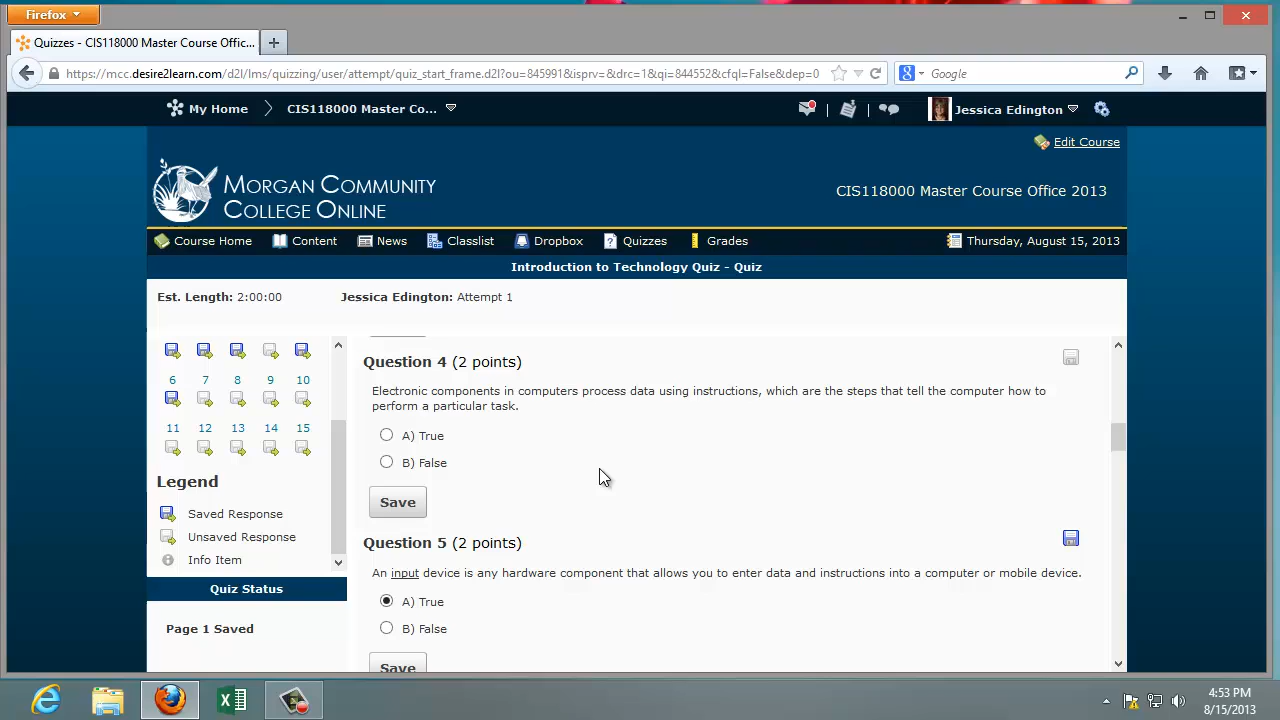 Firefox
Quizzes - CIS118000 Master Course Offic...
https://mcc.desire2learn.com/d2l/lms/quizzing/user/attempt/quiz_start_frame.d2l?ou=845991&isprv=&drc=1&qi=844552&cfql=False&dep=0
Google
My Home
CIS118000 Master Co...
Jessica Edington
Edit Course
MORGAN COMMUNITY
COLLEGE ONLINE
CIS118000 Master Course Office 2013
Course Home
Content
News
Classlist
Dropbox
Quizzes
Grades
Thursday, August 15, 2013
Introduction to Technology Quiz - Quiz
Est. Length: 2:00:00
Jessica Edington: Attempt 1
6 7 8 9 10
11 12 13 14 15
Legend
Saved Response
Unsaved Response
Info Item
Quiz Status
Page 1 Saved
Question 4 (2 points)
Electronic components in computers process data using instructions, which are the steps that tell the computer how to
perform a particular task.
A) True
B) False
Save
Question 5 (2 points)
An input device is any hardware component that allows you to enter data and instructions into a computer or mobile device.
A) True
B) False
Save
4:53 PM
8/15/2013